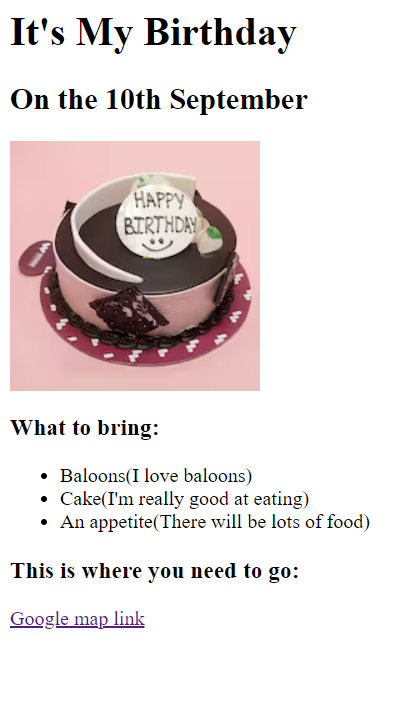 It's My Birthday
On the 10th September
HAPPY
BIRTHDAY
What to bring:
Baloons(I love baloons)
Cake(I'm really good at eating)
An appetite(There will be lots of food)
This is where you need to go:
Google map link